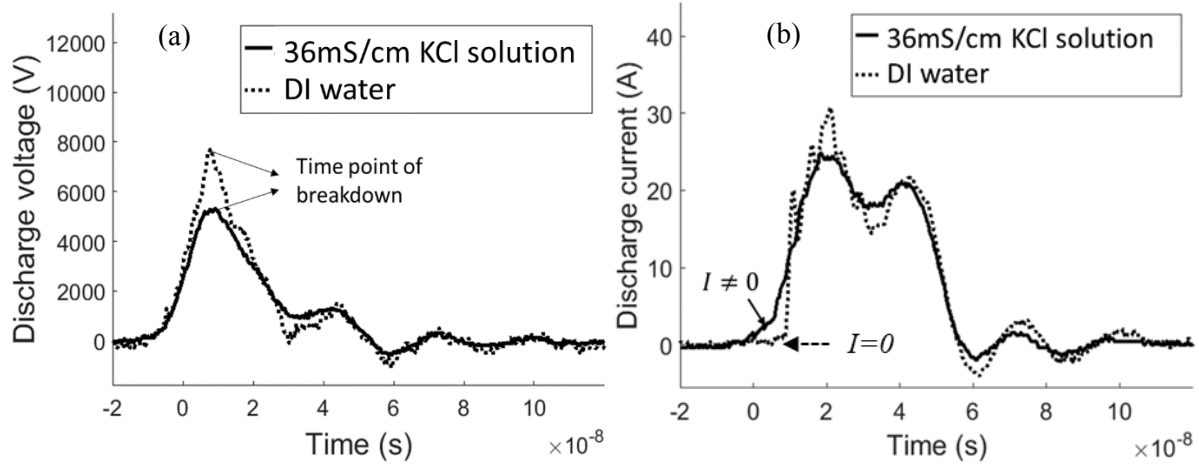 (a)
36mS/cm KCl solution
DI water
Time point of
breakdown
Discharge voltage (V)
12000
10000
8000
6000
4000
2000
0
-2 0 2 4 6 8 10
Time (s)
×10⁻⁸
(b)
36mS/cm KCl solution
DI water
I ≠ 0
I=0
Discharge current (A)
40
30
20
10
0
-2 0 2 4 6 8 10
Time (s)
×10⁻⁸